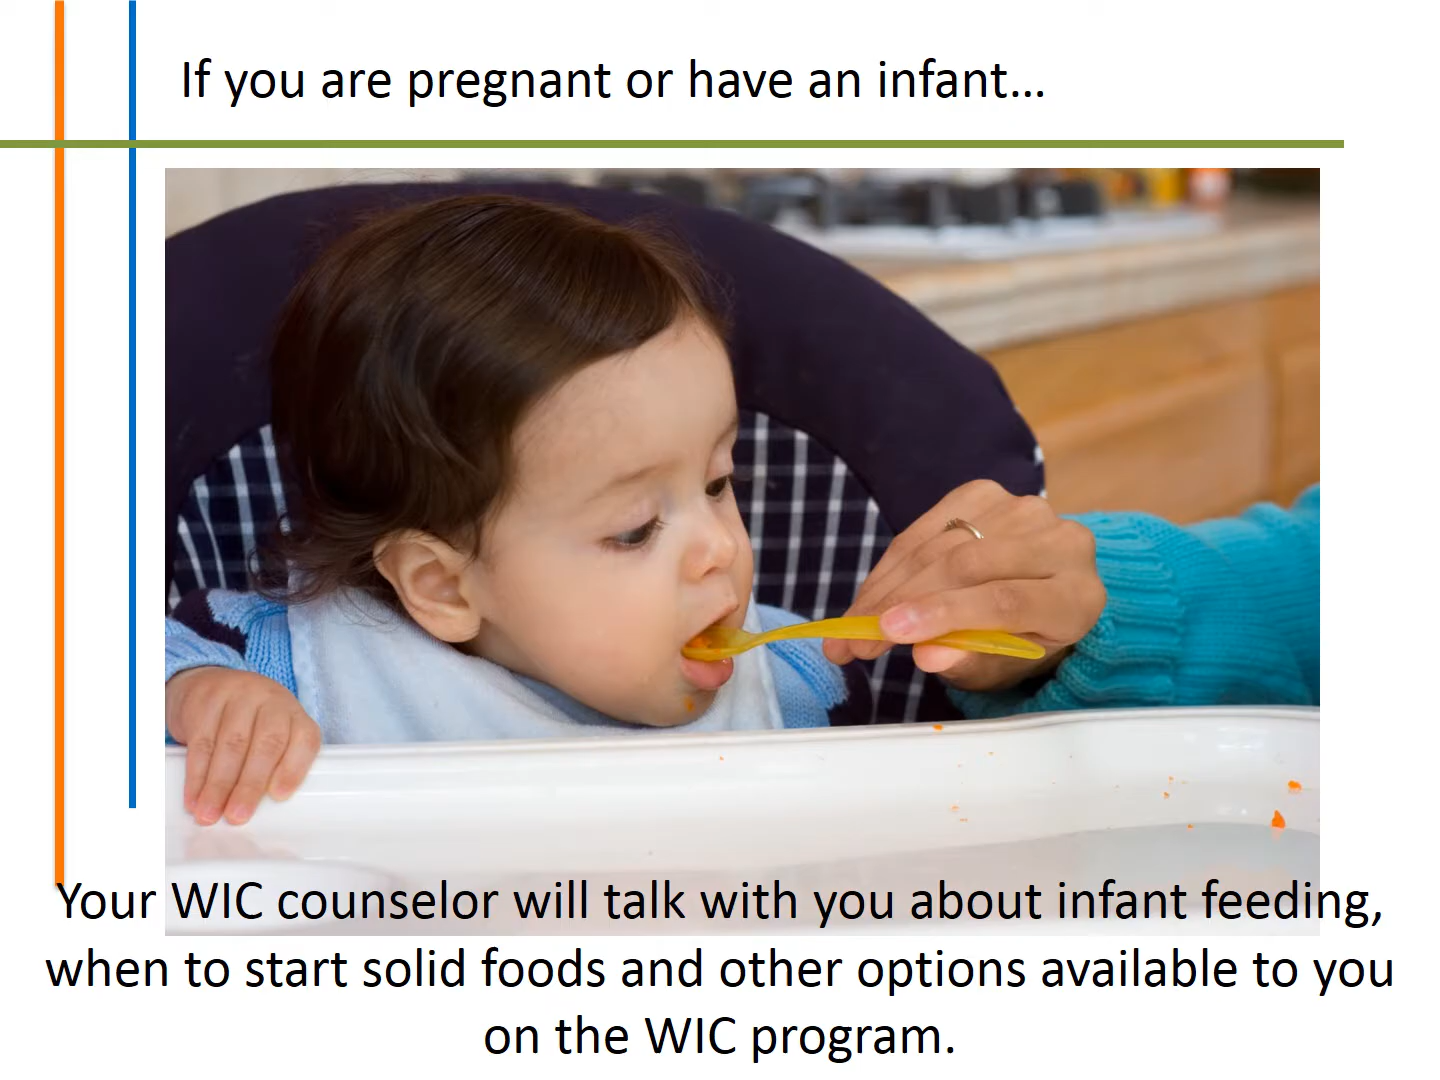 If you are pregnant or have an infant...
Your WIC counselor will talk with you about infant feeding,
when to start solid foods and other options available to you
on the WIC program.